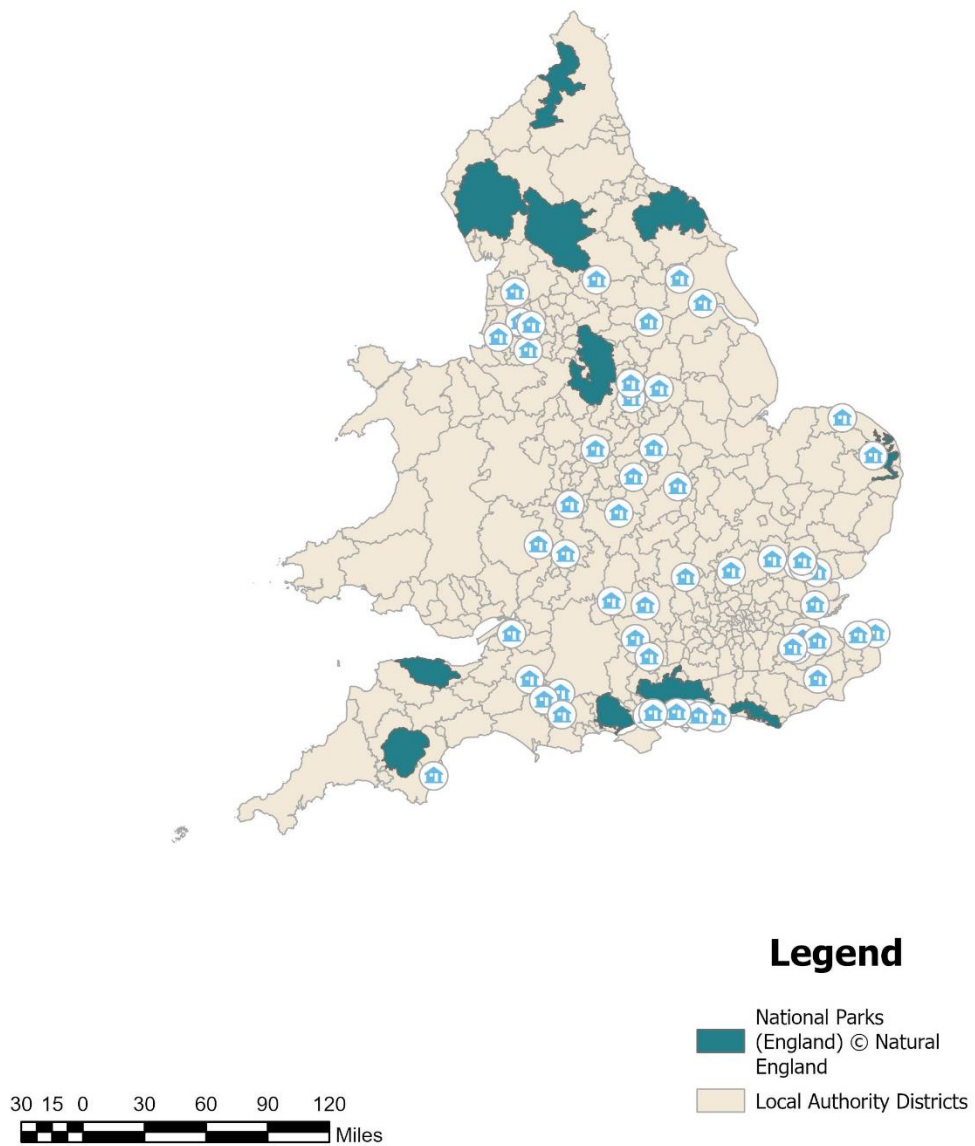 Legend
National Parks
(England) © Natural
England
Local Authority Districts
30 15 0 30 60 90 120
Miles